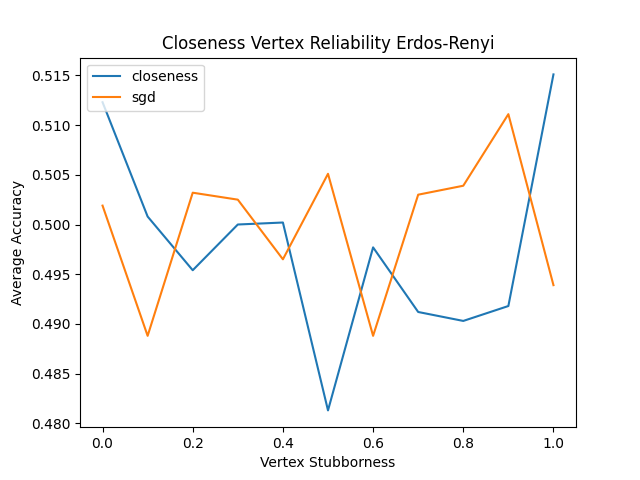 Closeness Vertex Reliability Erdos-Renyi
closeness
sgd
0.515
0.510
0.505
0.500
0.495
0.490
0.485
0.480
Average Accuracy
0.0 0.2 0.4 0.6 0.8 1.0
Vertex Stubborness